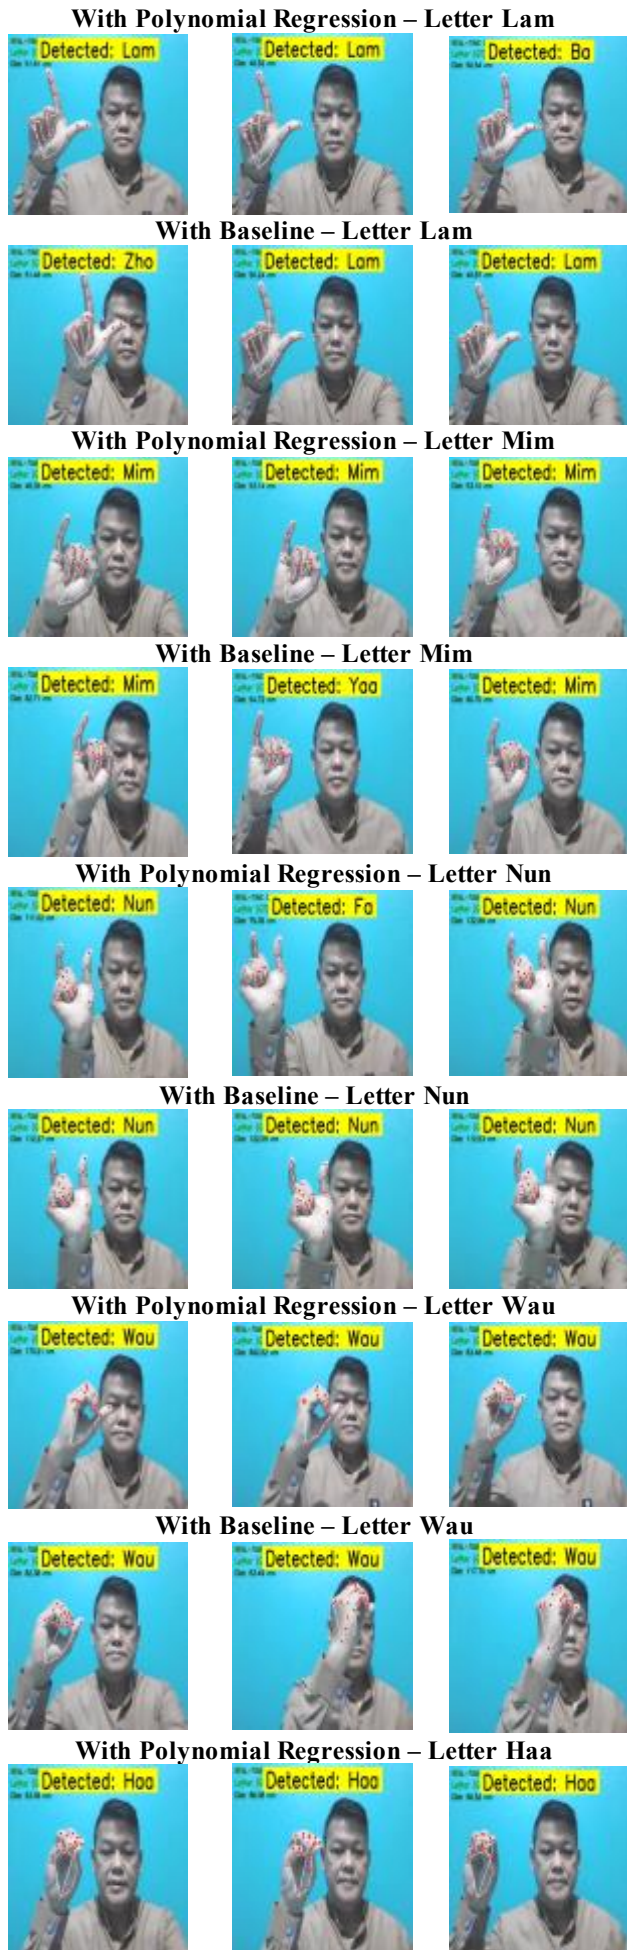 With Polynomial Regression – Letter Lam
Detected: Lam
Detected: Lam
Detected: Ba
With Baseline – Letter Lam
Detected: Zho
Detected: Lam
Detected: Lam
With Polynomial Regression – Letter Mim
Detected: Mim
Detected: Mim
Detected: Mim
With Baseline – Letter Mim
Detected: Mim
Detected: Yaa
Detected: Mim
With Polynomial Regression – Letter Nun
Detected: Nun
Detected: Fa
Detected: Nun
With Baseline – Letter Nun
Detected: Nun
Detected: Nun
Detected: Nun
With Polynomial Regression – Letter Wau
Detected: Wau
Detected: Wau
Detected: Wau
With Baseline – Letter Wau
Detected: Wau
Detected: Wau
Detected: Wau
With Polynomial Regression – Letter Haa
Detected: Haa
Detected: Haa
Detected: Haa